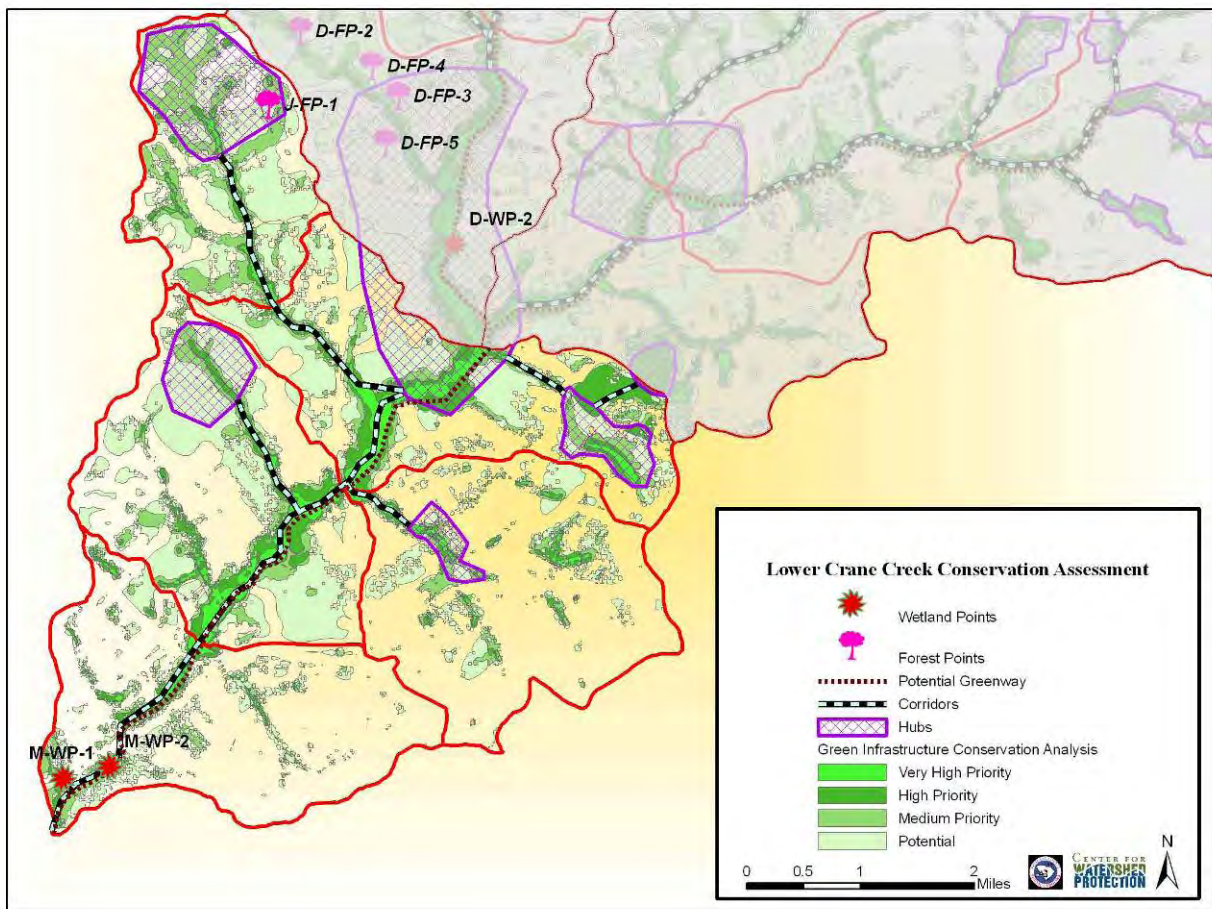 D-FP-2
D-FP-4
D-FP-3
J-FP-1
D-FP-5
D-WP-2
M-WP-1
M-WP-2
Lower Crane Creek Conservation Assessment
Wetland Points
Forest Points
Potential Greenway
Corridors
Hubs
Green Infrastructure Conservation Analysis
Very High Priority
High Priority
Medium Priority
Potential
0 0.5 1 2
Miles
CENTER FOR
WATERSHED
PROTECTION
N